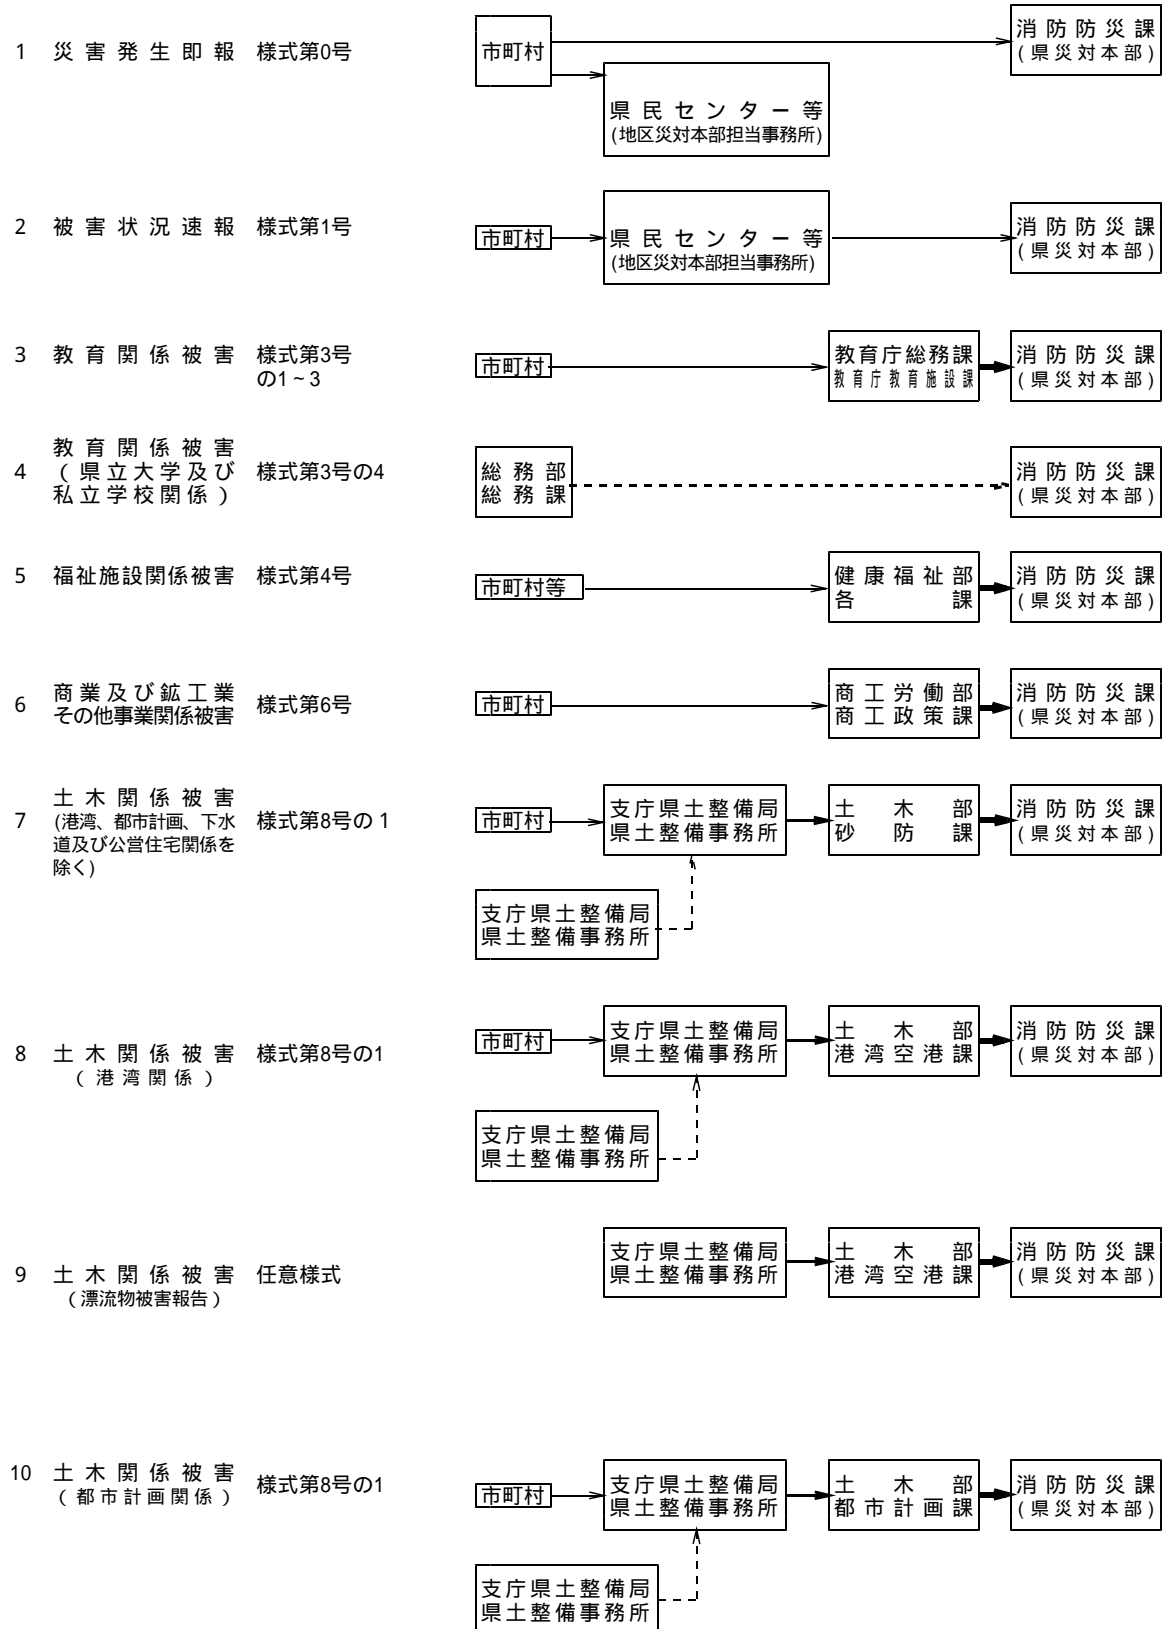 1 災害発生即報 様式第0号 市町村 消防防災課
(県災対本部)
県民センター等
(地区災対本部担当事務所)
2 被害状況速報 様式第1号 市町村 県民センター等 消防防災課
(地区災対本部担当事務所) (県災対本部)
3 教育関係被害 様式第3号 市町村 教育庁総務課 消防防災課
の1~3 教育庁教育施設課 (県災対本部)
教育関係被害
4 (県立大学及び 様式第3号の4 総務部 消防防災課
私立学校関係) 総務課 (県災対本部)
5 福祉施設関係被害 様式第4号 市町村等 健康福祉部 消防防災課
各課 (県災対本部)
6 商業及び鉱工業 様式第6号 市町村 商工労働部 消防防災課
その他事業関係被害 商工政策課 (県災対本部)
土木関係被害 支庁県土整備局 土木部 消防防災課
7 (港湾、都市計画、下水 様式第8号の1 市町村 県土整備事務所 砂防課 (県災対本部)
道及び公営住宅関係を
除く)
支庁県土整備局
県土整備事務所
8 土木関係被害 様式第8号の1 市町村 支庁県土整備局 土木部 消防防災課
(港湾関係) 県土整備事務所 港湾空港課 (県災対本部)
支庁県土整備局
県土整備事務所
9 土木関係被害 任意様式 支庁県土整備局 土木部 消防防災課
(漂流物被害報告) 県土整備事務所 港湾空港課 (県災対本部)
10 土木関係被害 様式第8号の1 市町村 支庁県土整備局 土木部 消防防災課
(都市計画関係) 県土整備事務所 都市計画課 (県災対本部)
支庁県土整備局
県土整備事務所